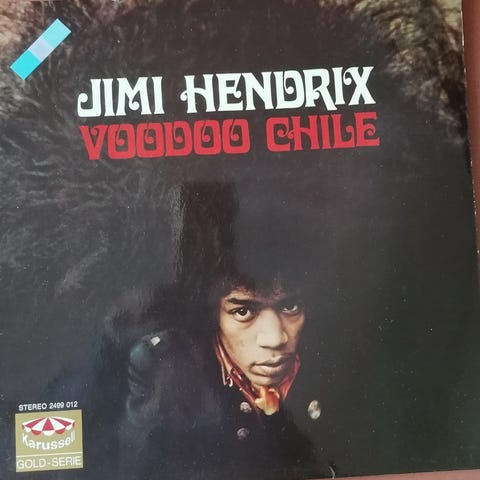 JIMI HENDRIX
VOODOO CHILE
STEREO 2499 012
Karussell
GOLD-SERIE